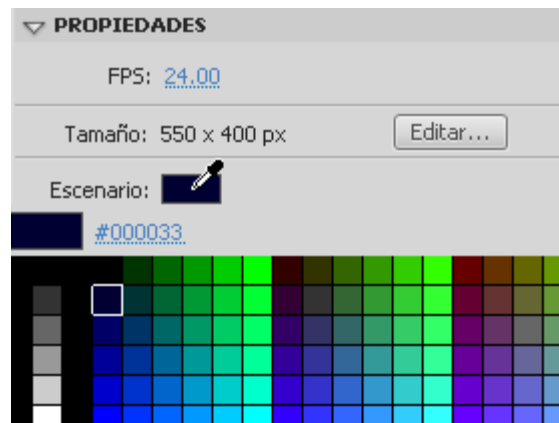 PROPIEDADES
FPS: 24.00
Tamaño: 550 x 400 px Editar...
Escenario:
#000033